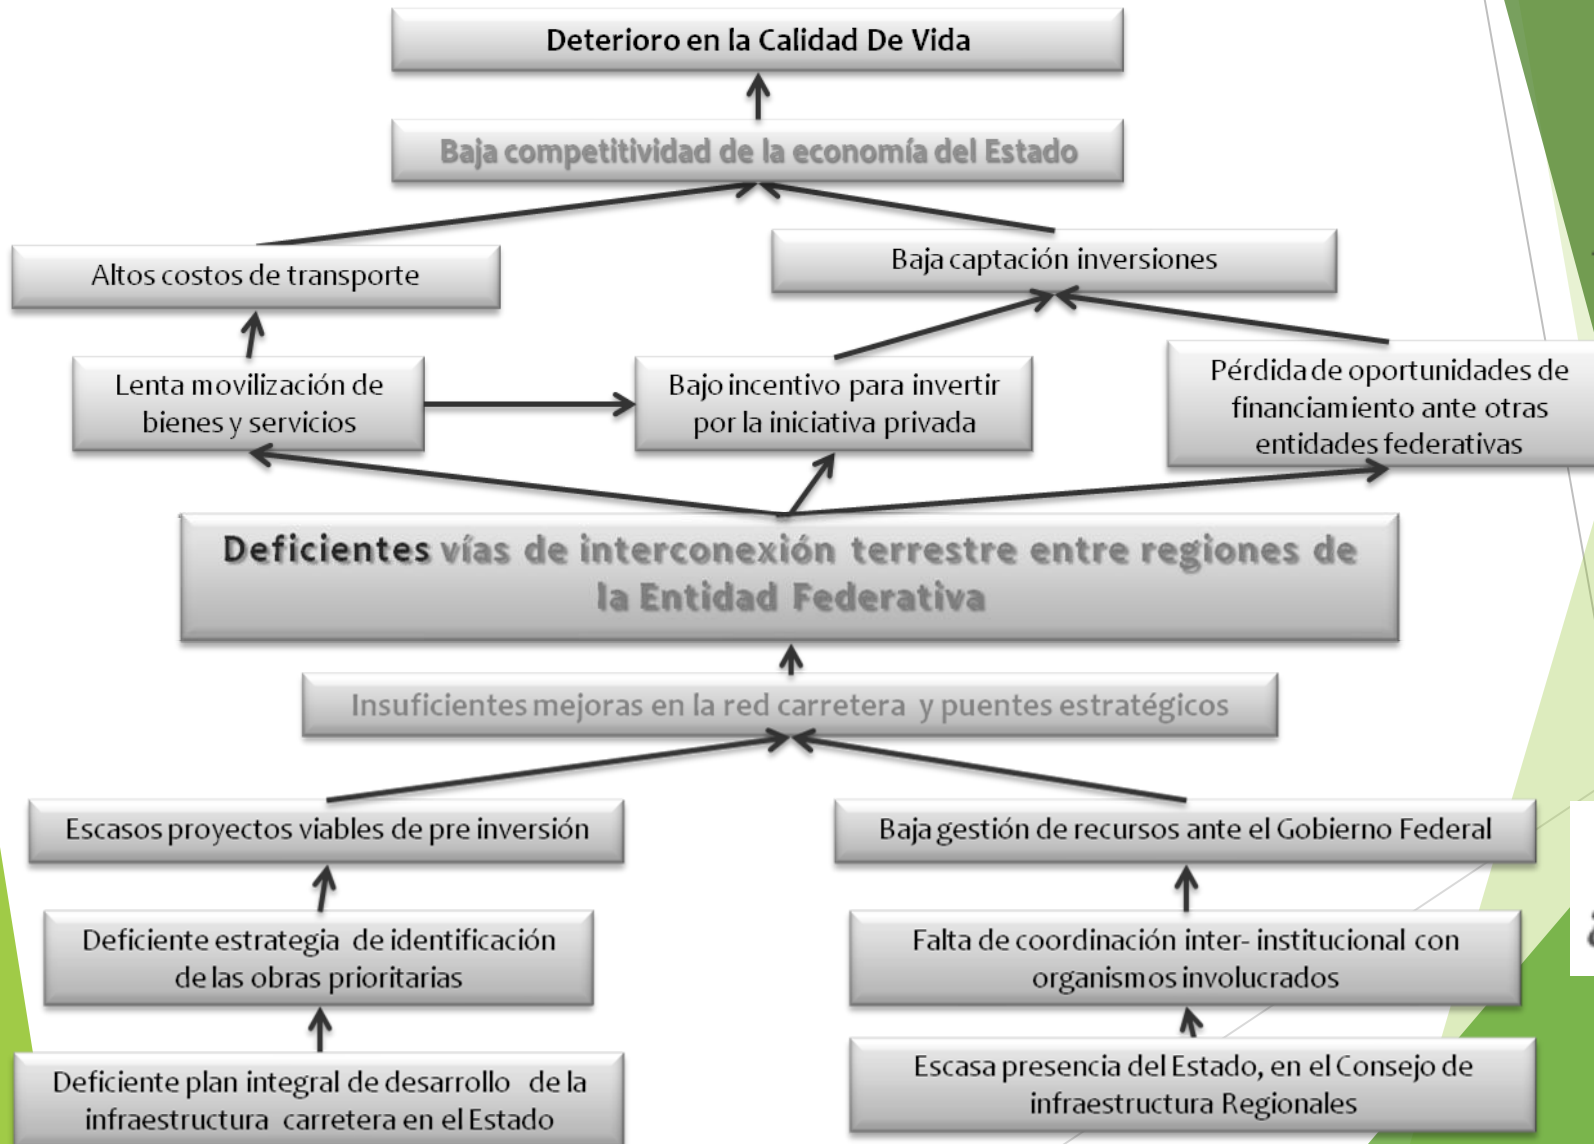 Deterioro en la Calidad De Vida
Baja competitividad de la economía del Estado
Altos costos de transporte
Baja captación inversiones
Lenta movilización de
bienes y servicios
Bajo incentivo para invertir
por la iniciativa privada
Pérdida de oportunidades de
financiamiento ante otras
entidades federativas
Deficientes vías de interconexión terrestre entre regiones de
la Entidad Federativa
Insuficientes mejoras en la red carretera y puentes estratégicos
Escasos proyectos viables de pre inversión
Baja gestión de recursos ante el Gobierno Federal
Deficiente estrategia de identificación
de las obras prioritarias
Falta de coordinación inter- institucional con
organismos involucrados
Deficiente plan integral de desarrollo de la
infraestructura carretera en el Estado
Escasa presencia del Estado, en el Consejo de
infraestructura Regionales